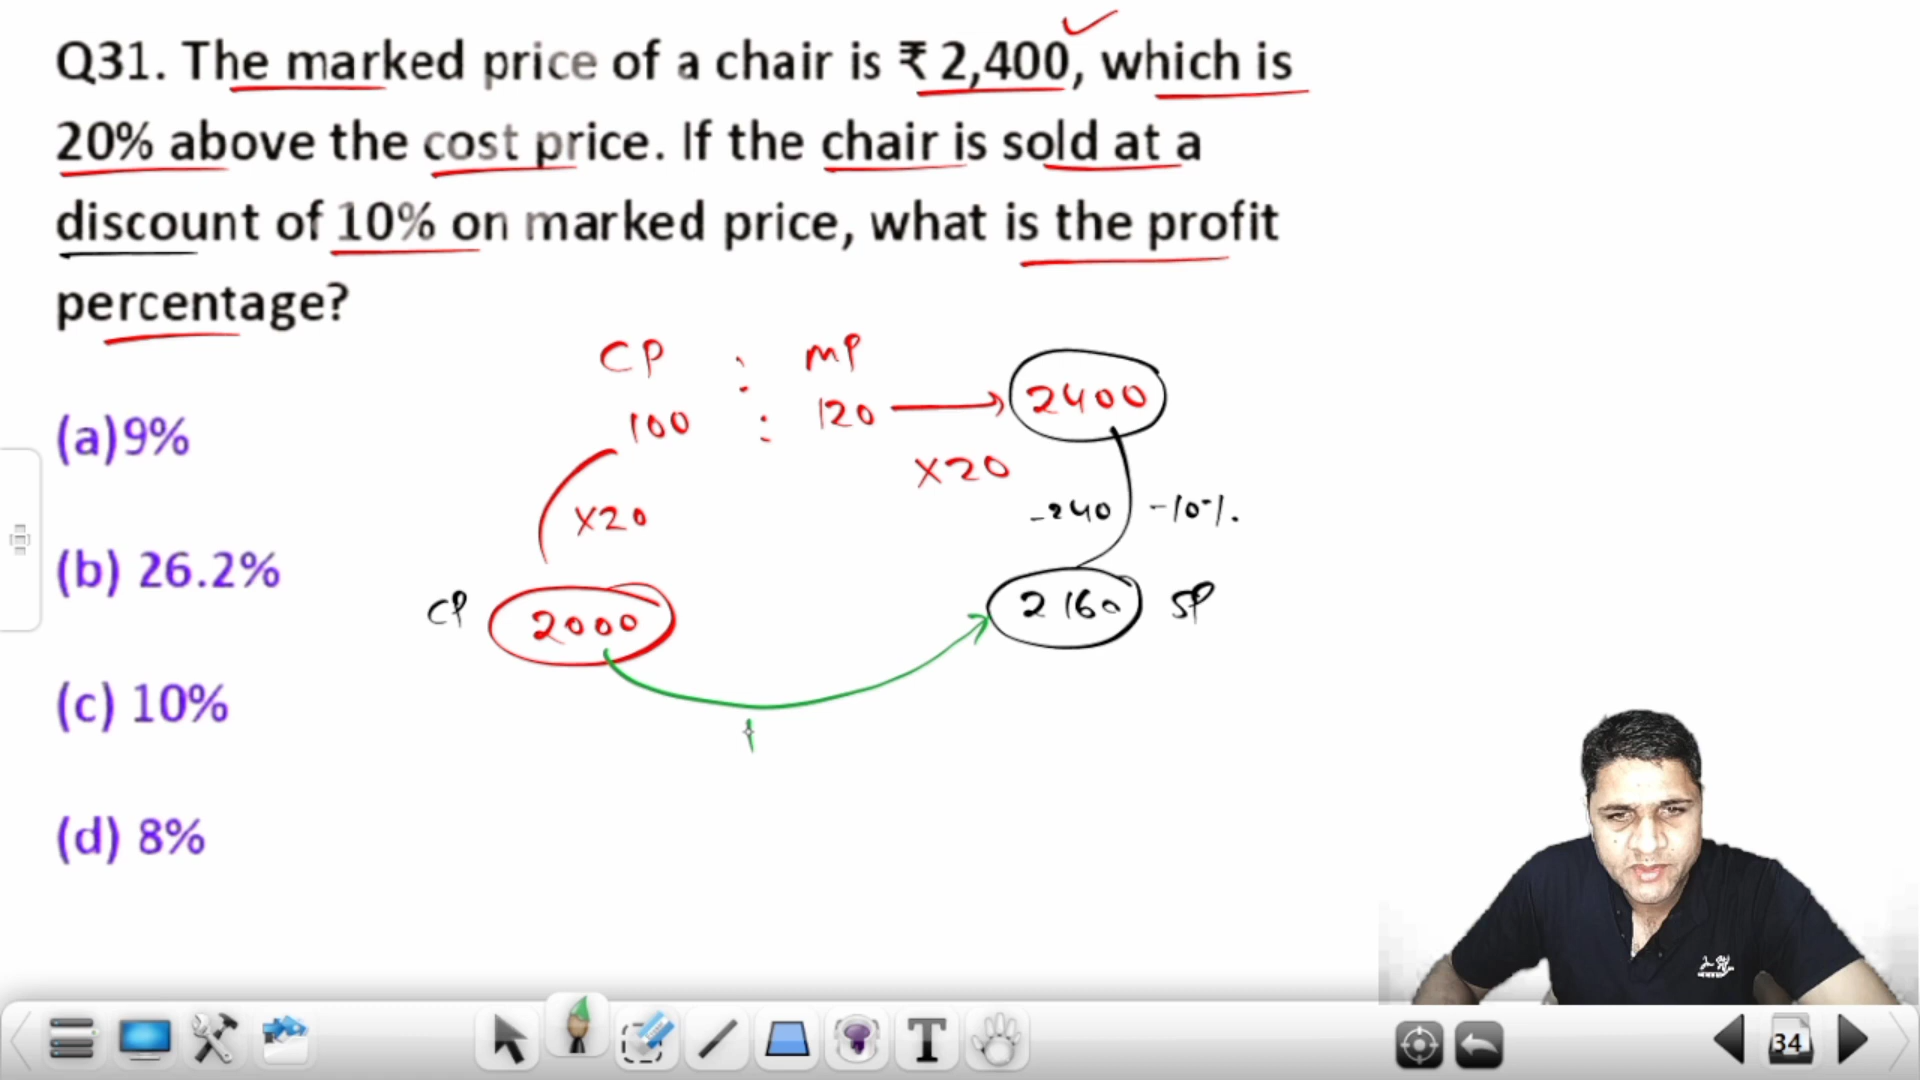 Q31. The marked price of a chair is ₹ 2,400, which is
20% above the cost price. If the chair is sold at a
discount of 10% on marked price, what is the profit
percentage?
CP : MP
100 : 120 → 2400
×20
×20
-240 -10%.
CP 2000
2160 SP
(a)9%
(b) 26.2%
(c) 10%
(d) 8%
T
34